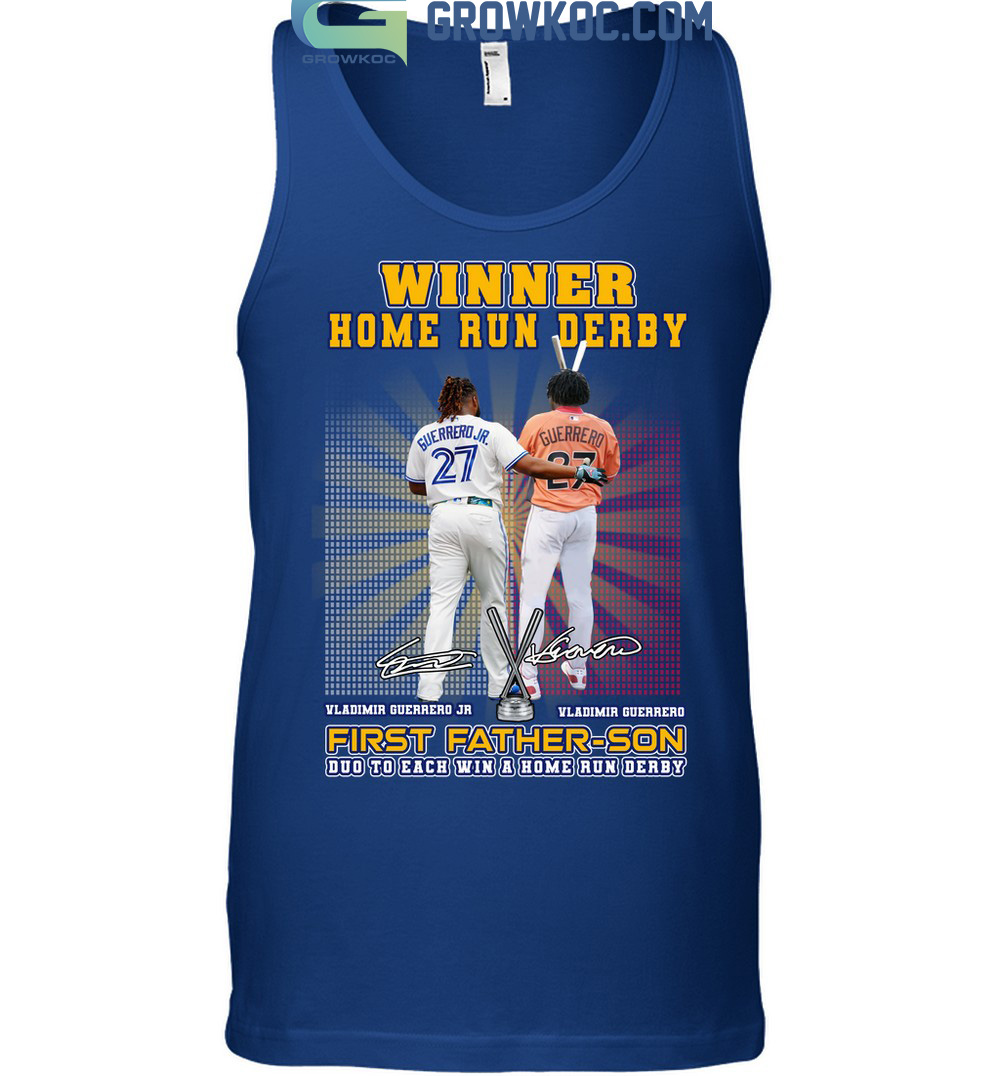 GROWKOC.COM
GROWKOC
WINNER
HOME RUN DERBY
GUERRERO JR.
27
GUERRERO
27
VLADIMIR GUERRERO JR
VLADIMIR GUERRERO
FIRST FATHER-SON
DUO TO EACH WIN A HOME RUN DERBY